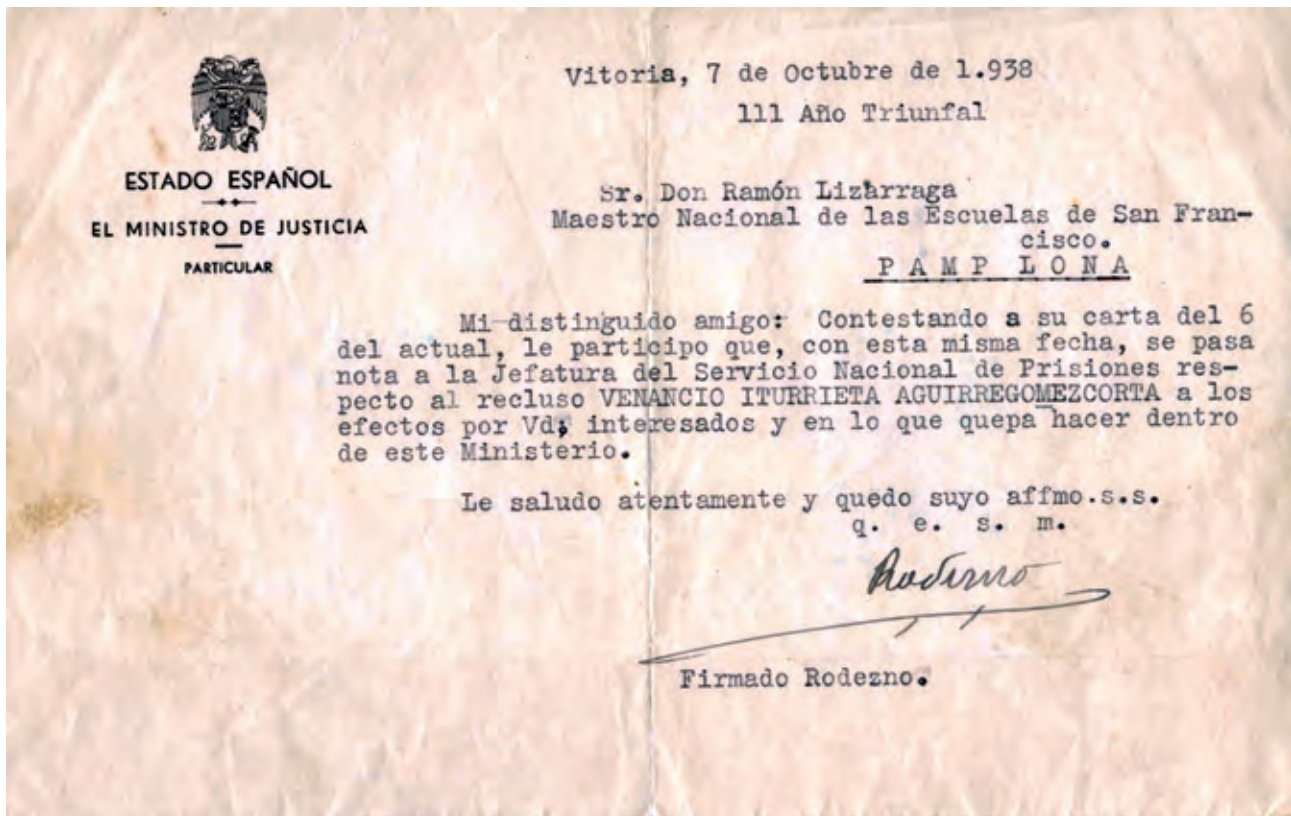 ESTADO ESPAÑOL
EL MINISTRO DE JUSTICIA
PARTICULAR
Vitoria, 7 de Octubre de 1.938
111 Año Triunfal
Sr. Don Ramón Lizarraga
Maestro Nacional de las Escuelas de San Fran-
cisco.
P A M P L O N A
Mi distinguido amigo: Contestando a su carta del 6
del actual, le participo que, con esta misma fecha, se pasa
nota a la Jefatura del Servicio Nacional de Prisiones res-
pecto al recluso VENANCIO ITURRIETA AGUIRREGOMEZCORTA a los
efectos por Vd; interesados y en lo que quepa hacer dentro
de este Ministerio.
Le saludo atentamente y quedo suyo affmo.s.s.
q. e. s. m.
Rodezno
Firmado Rodezno.